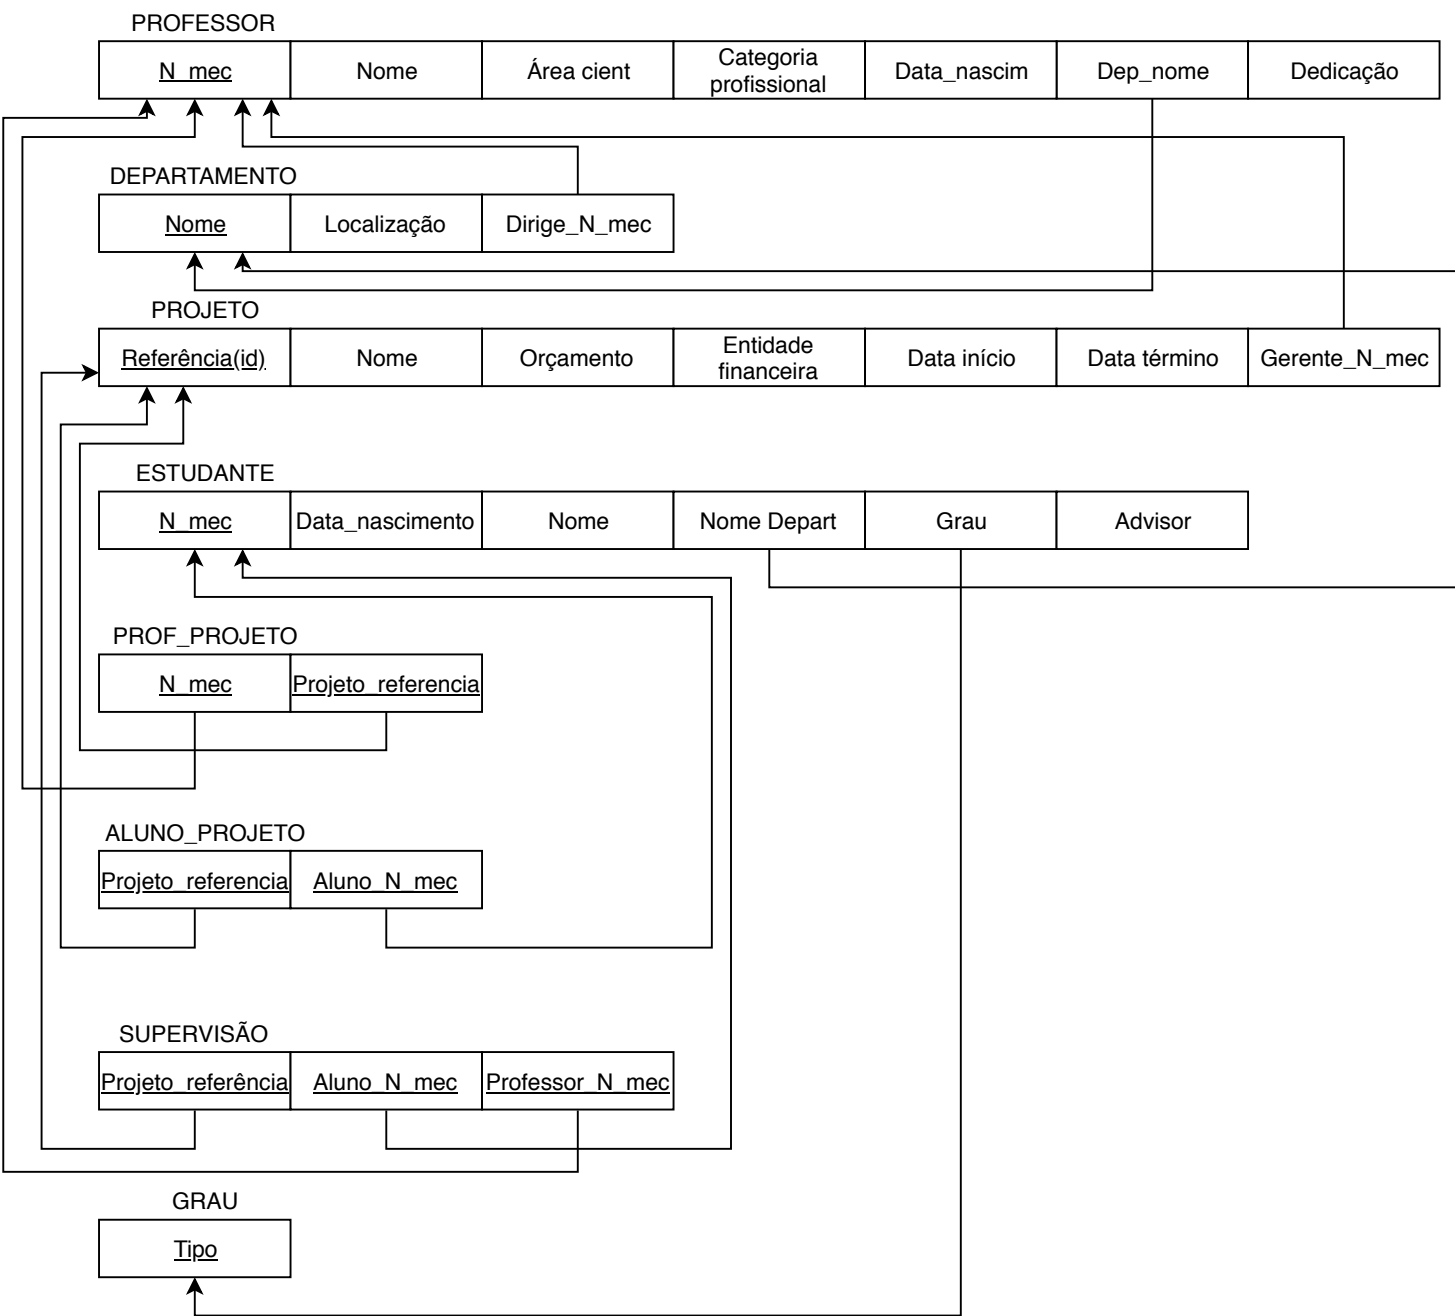 PROFESSOR
N_mec
Nome
Área cient
Categoria
profissional
Data_nascim
Dep_nome
Dedicação
DEPARTAMENTO
Nome
Localização
Dirige_N_mec
PROJETO
Referência(id)
Nome
Orçamento
Entidade
financeira
Data início
Data término
Gerente_N_mec
ESTUDANTE
N_mec
Data_nascimento
Nome
Nome Depart
Grau
Advisor
PROF_PROJETO
N_mec
Projeto_referencia
ALUNO_PROJETO
Projeto_referencia
Aluno_N_mec
SUPERVISÃO
Projeto_referência
Aluno_N_mec
Professor_N_mec
GRAU
Tipo